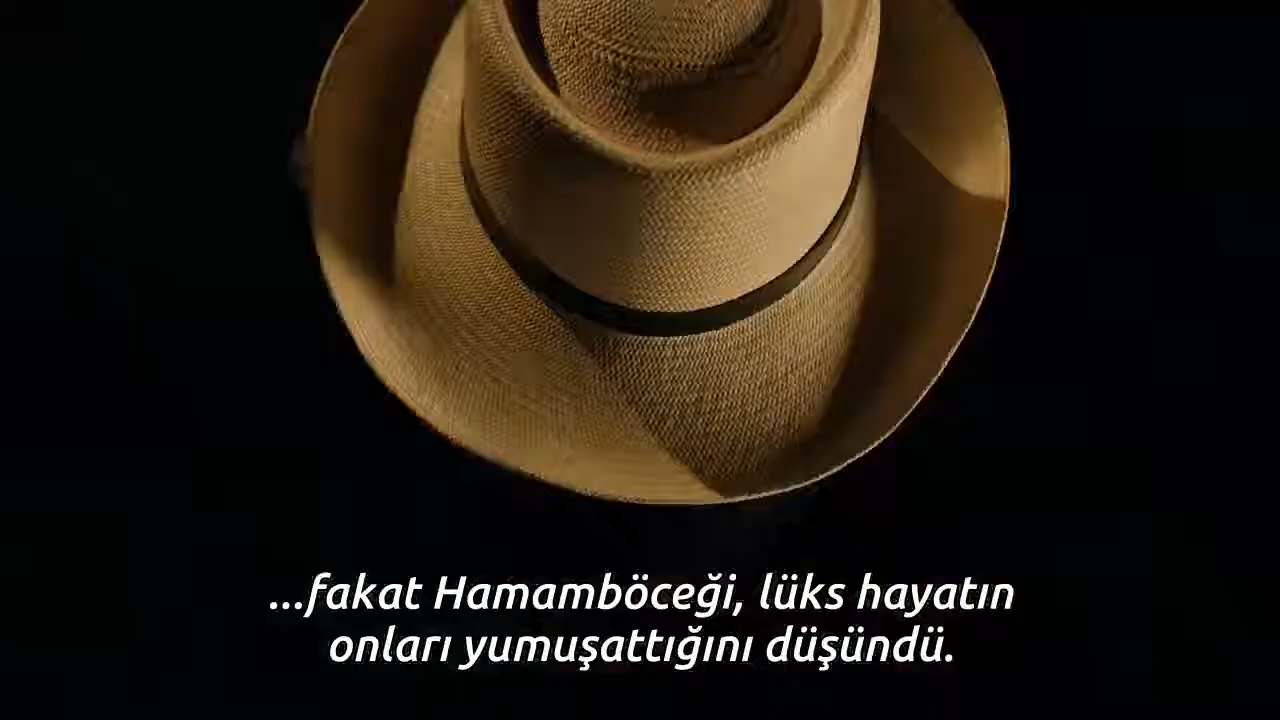 ...fakat Hamamböceği, lüks hayatın
onları yumuşattığını düşündü.